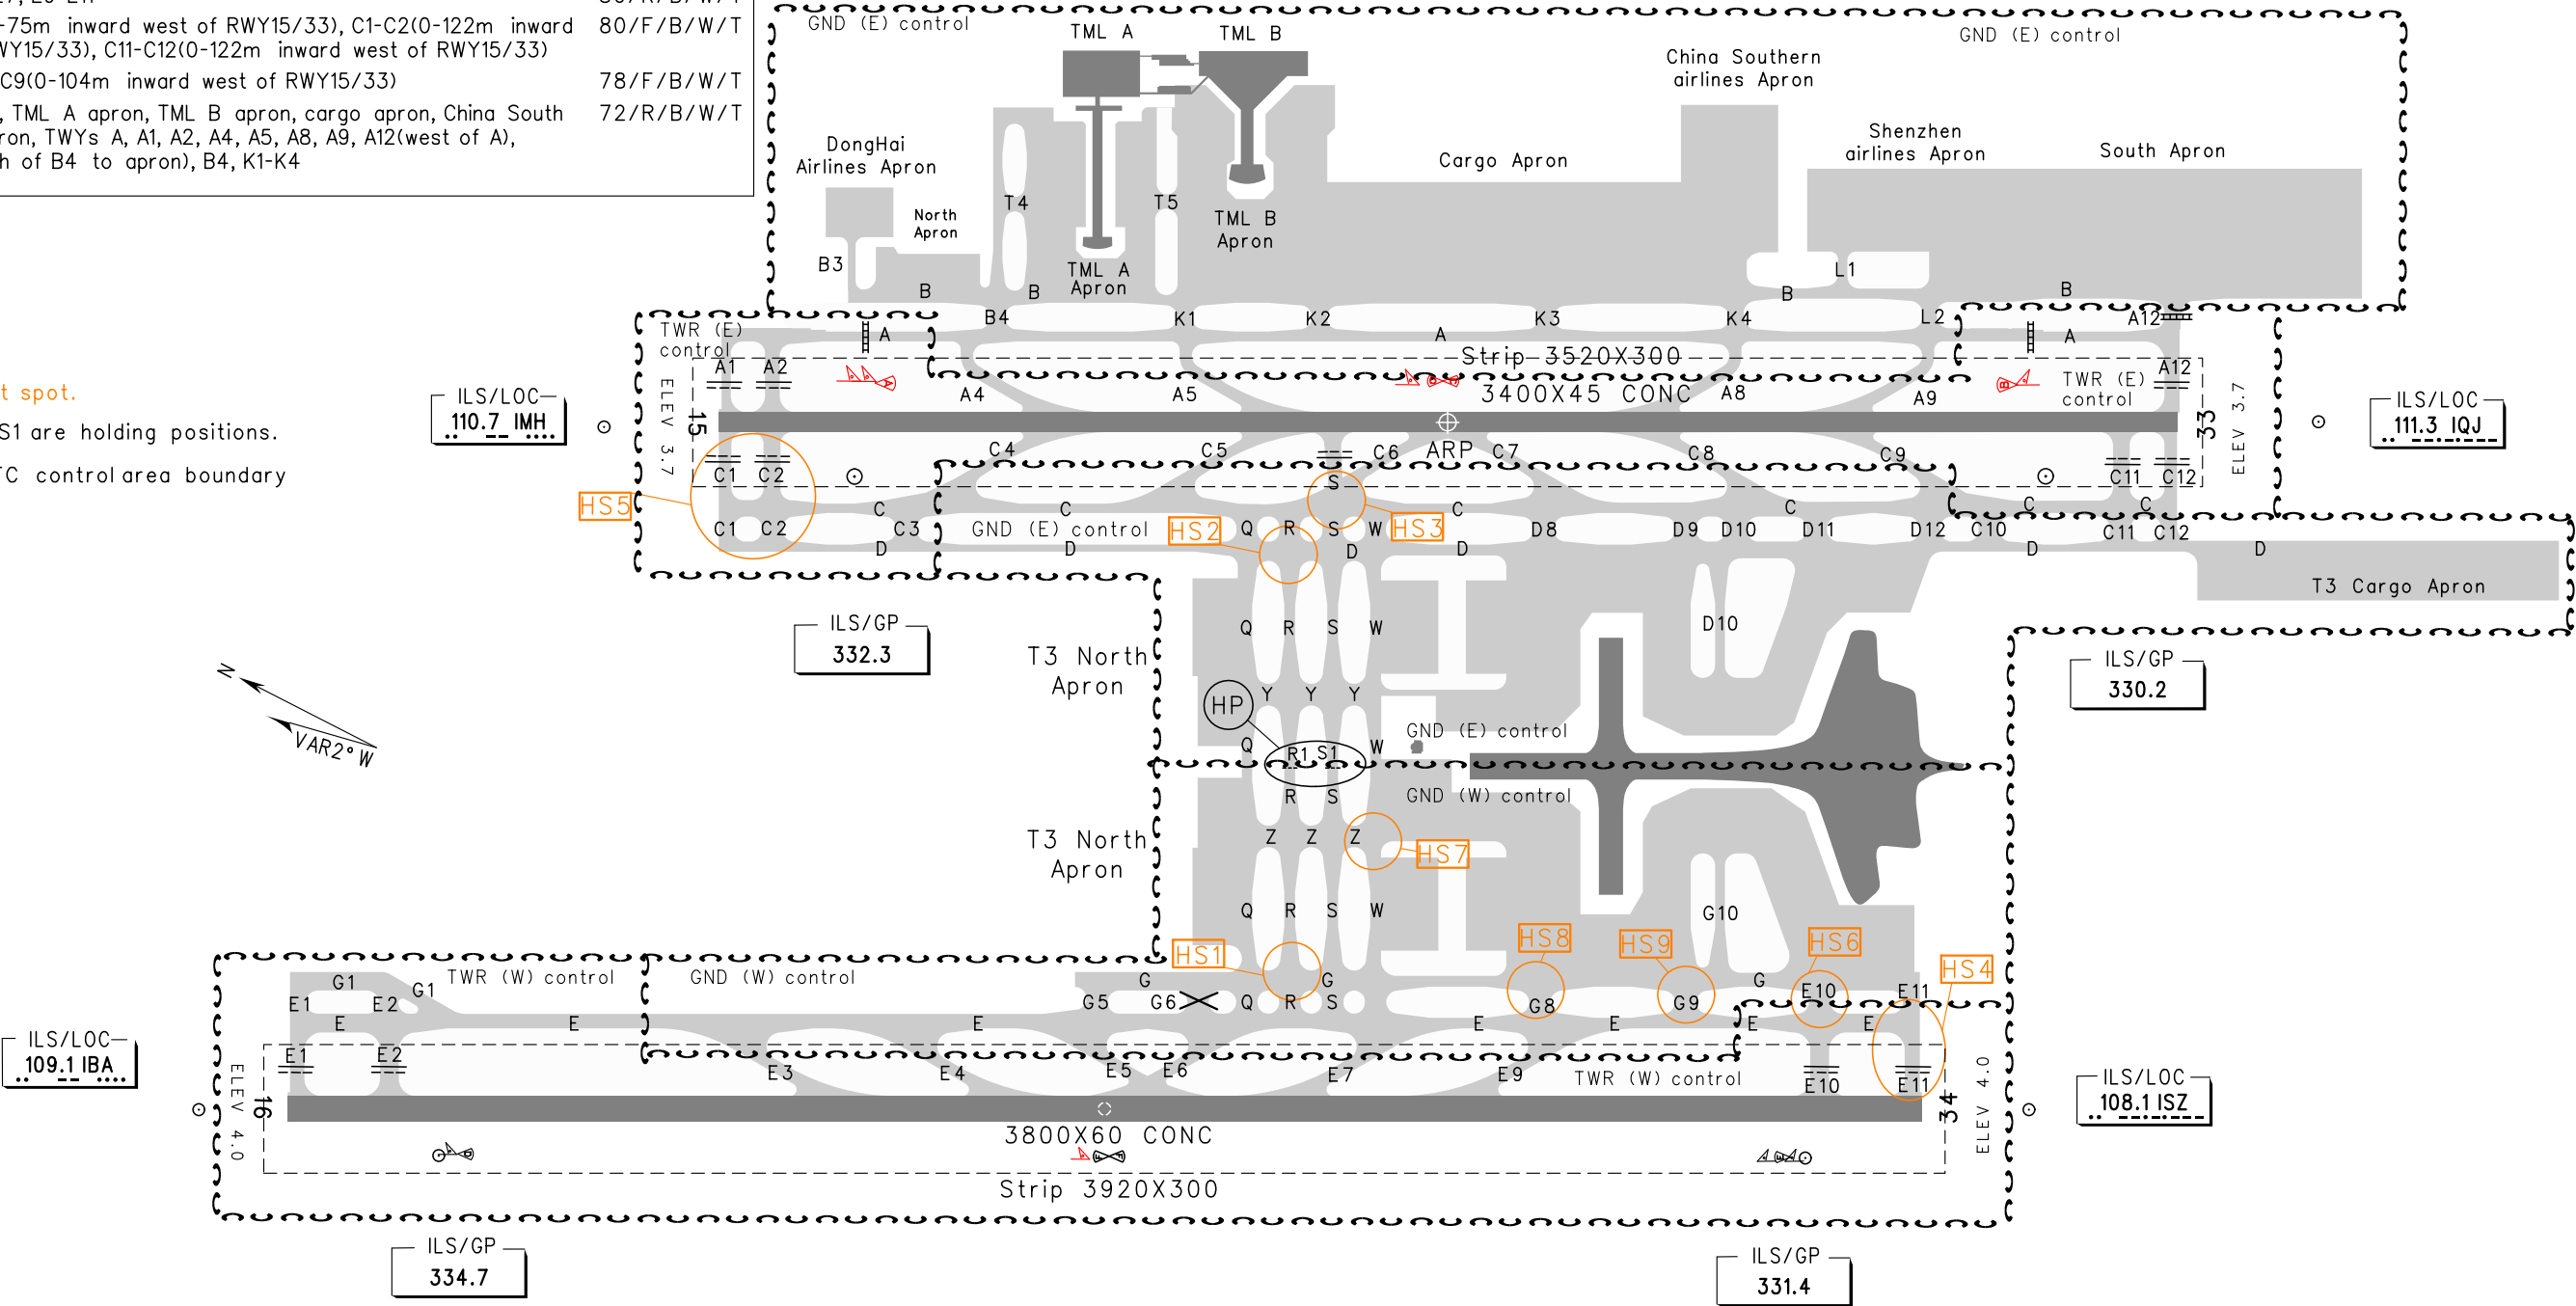 -75m inward west of RWY15/33), C1-C2(0-122m inward 80/F/B/W/T
WY15/33), C11-C12(0-122m inward west of RWY15/33)
C9(0-104m inward west of RWY15/33) 78/F/B/W/T
, TML A apron, TML B apron, cargo apron, China South 72/R/B/W/T
ron, TWYs A, A1, A2, A4, A5, A8, A9, A12(west of A),
h of B4 to apron), B4, K1-K4
t spot.
S1 are holding positions.
TC control area boundary
GND (E) control
TML A
TML B
GND (E) control
China Southern
airlines Apron
DongHai
Airlines Apron
Cargo Apron
Shenzhen
airlines Apron
South Apron
North
Apron
T4
T5
TML B
Apron
B3
TML A
Apron
L1
B
B
B
B
B4
K1
K2
K3
K4
L2
A12
TWR (E)
control
A
A
A
Strip 3520X300
A1
A2
A12
TWR (E)
control
3400X45 CONC
A4
A5
A8
A9
ELEV 3.7
15
33
ELEV 3.7
ILS/LOC
110.7 IMH
ILS/LOC
111.3 IQJ
ARP
C4
C5
C6
C7
C8
C9
C1
C2
S
C11
C12
HS5
C
C
C
C
C
C
HS2
HS3
C1
C2
C3
GND (E) control
Q
R
S
W
D8
D9
D10
D11
D12
C10
C11
C12
D
D
D
D
D
D
T3 Cargo Apron
ILS/GP
332.3
Q
R
S
W
D10
T3 North
Apron
ILS/GP
330.2
N
VAR2°W
HP
Y
Y
Y
Q
R1
S1
W
GND (E) control
GND (W) control
R
S
T3 North
Apron
Z
Z
Z
HS7
Q
R
S
W
G10
HS1
HS8
HS9
HS6
HS4
TWR (W) control
GND (W) control
G1
G1
G
G
G
E10
E11
E1
E2
G5
G6
Q
R
S
G8
G9
E
E
E
E
E
E
E
E1
E2
E3
E4
E5
E6
E7
E9
TWR (W) control
E10
E11
ILS/LOC
109.1 IBA
ELEV 4.0
16
34
ELEV 4.0
ILS/LOC
108.1 ISZ
3800X60 CONC
Strip 3920X300
ILS/GP
334.7
ILS/GP
331.4